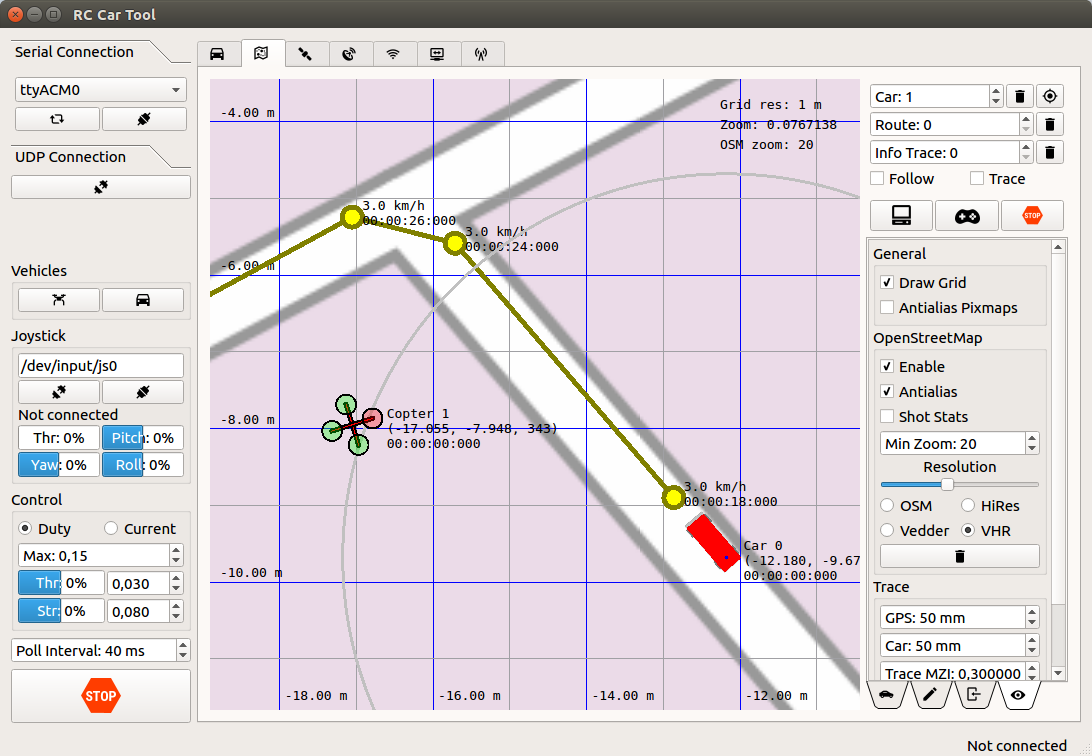 RC Car Tool
Serial Connection
ttyACM0
UDP Connection
Vehicles
Joystick
/dev/input/js0
Not connected
Thr: 0%
Pitch: 0%
Yaw: 0%
Roll: 0%
Control
Duty
Current
Max: 0,15
Thr: 0%
0,030
Str: 0%
0,080
Poll Interval: 40 ms
STOP
-4.00 m
-6.00 m
-8.00 m
-10.00 m
-18.00 m
-16.00 m
-14.00 m
-12.00 m
Grid res: 1 m
Zoom: 0.0767138
OSM zoom: 20
3.0 km/h
00:00:26:000
3.0 km/h
00:00:24:000
Copter 1
(-17.055, -7.948, 343)
00:00:00:000
3.0 km/h
00:00:18:000
Car 0
(-12.180, -9.67
00:00:00:000
Car: 1
Route: 0
Info Trace: 0
Follow
Trace
STOP
General
Draw Grid
Antialias Pixmaps
OpenStreetMap
Enable
Antialias
Shot Stats
Min Zoom: 20
Resolution
OSM
HiRes
Vedder
VHR
Trace
GPS: 50 mm
Car: 50 mm
Trace MZI: 0,300000
Not connected